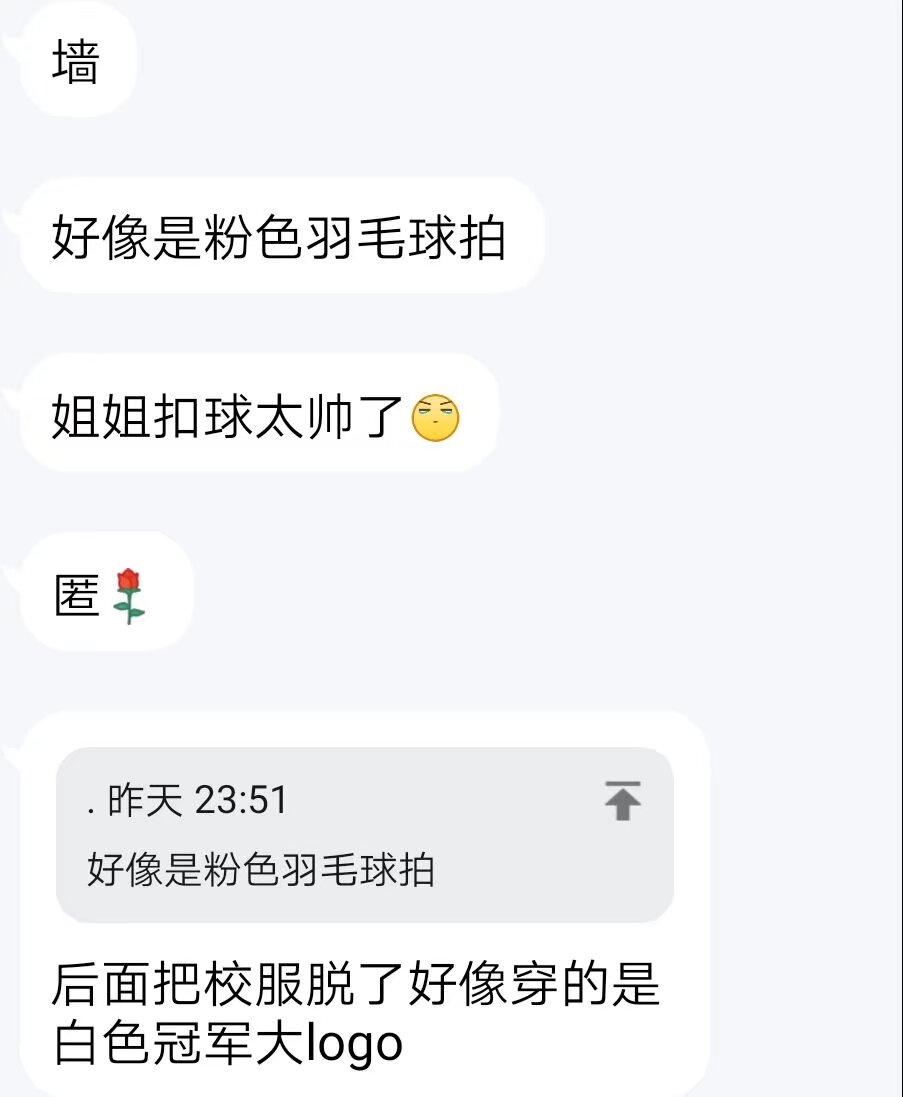 墙
好像是粉色羽毛球拍
姐姐扣球太帅了🙄
匿🌹
. 昨天 23:51
好像是粉色羽毛球拍
后面把校服脱了好像穿的是
白色冠军大logo